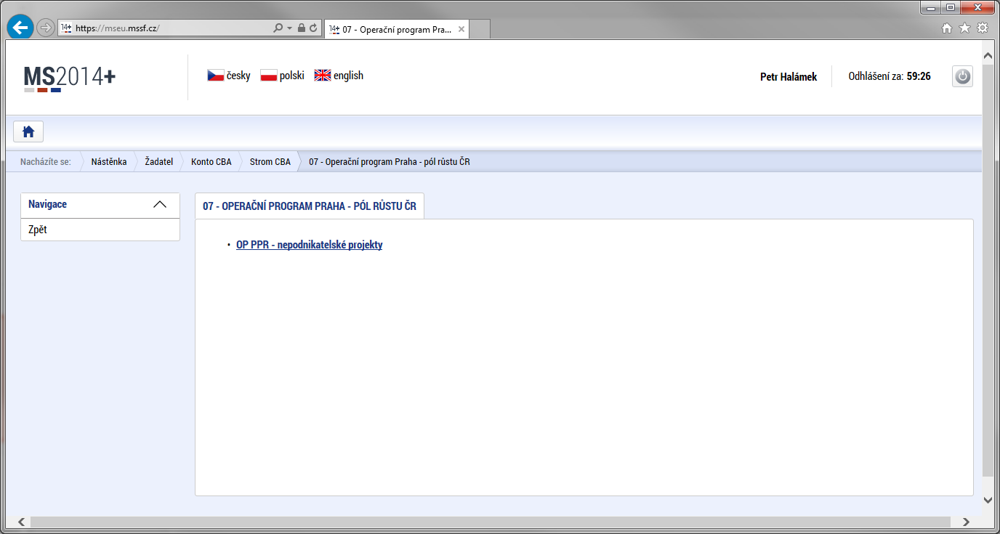 14+ https://mseu.mssf.cz/
14+ 07 - Operační program Pra...
MS2014+
česky polski english
Petr Halámek
Odhlášení za: 59:26
Nacházíte se: Nástěnka Žadatel Konto CBA Strom CBA 07 - Operační program Praha - pól růstu ČR
Navigace
Zpět
07 - OPERAČNÍ PROGRAM PRAHA - PÓL RŮSTU ČR
• OP PPR - nepodnikatelské projekty